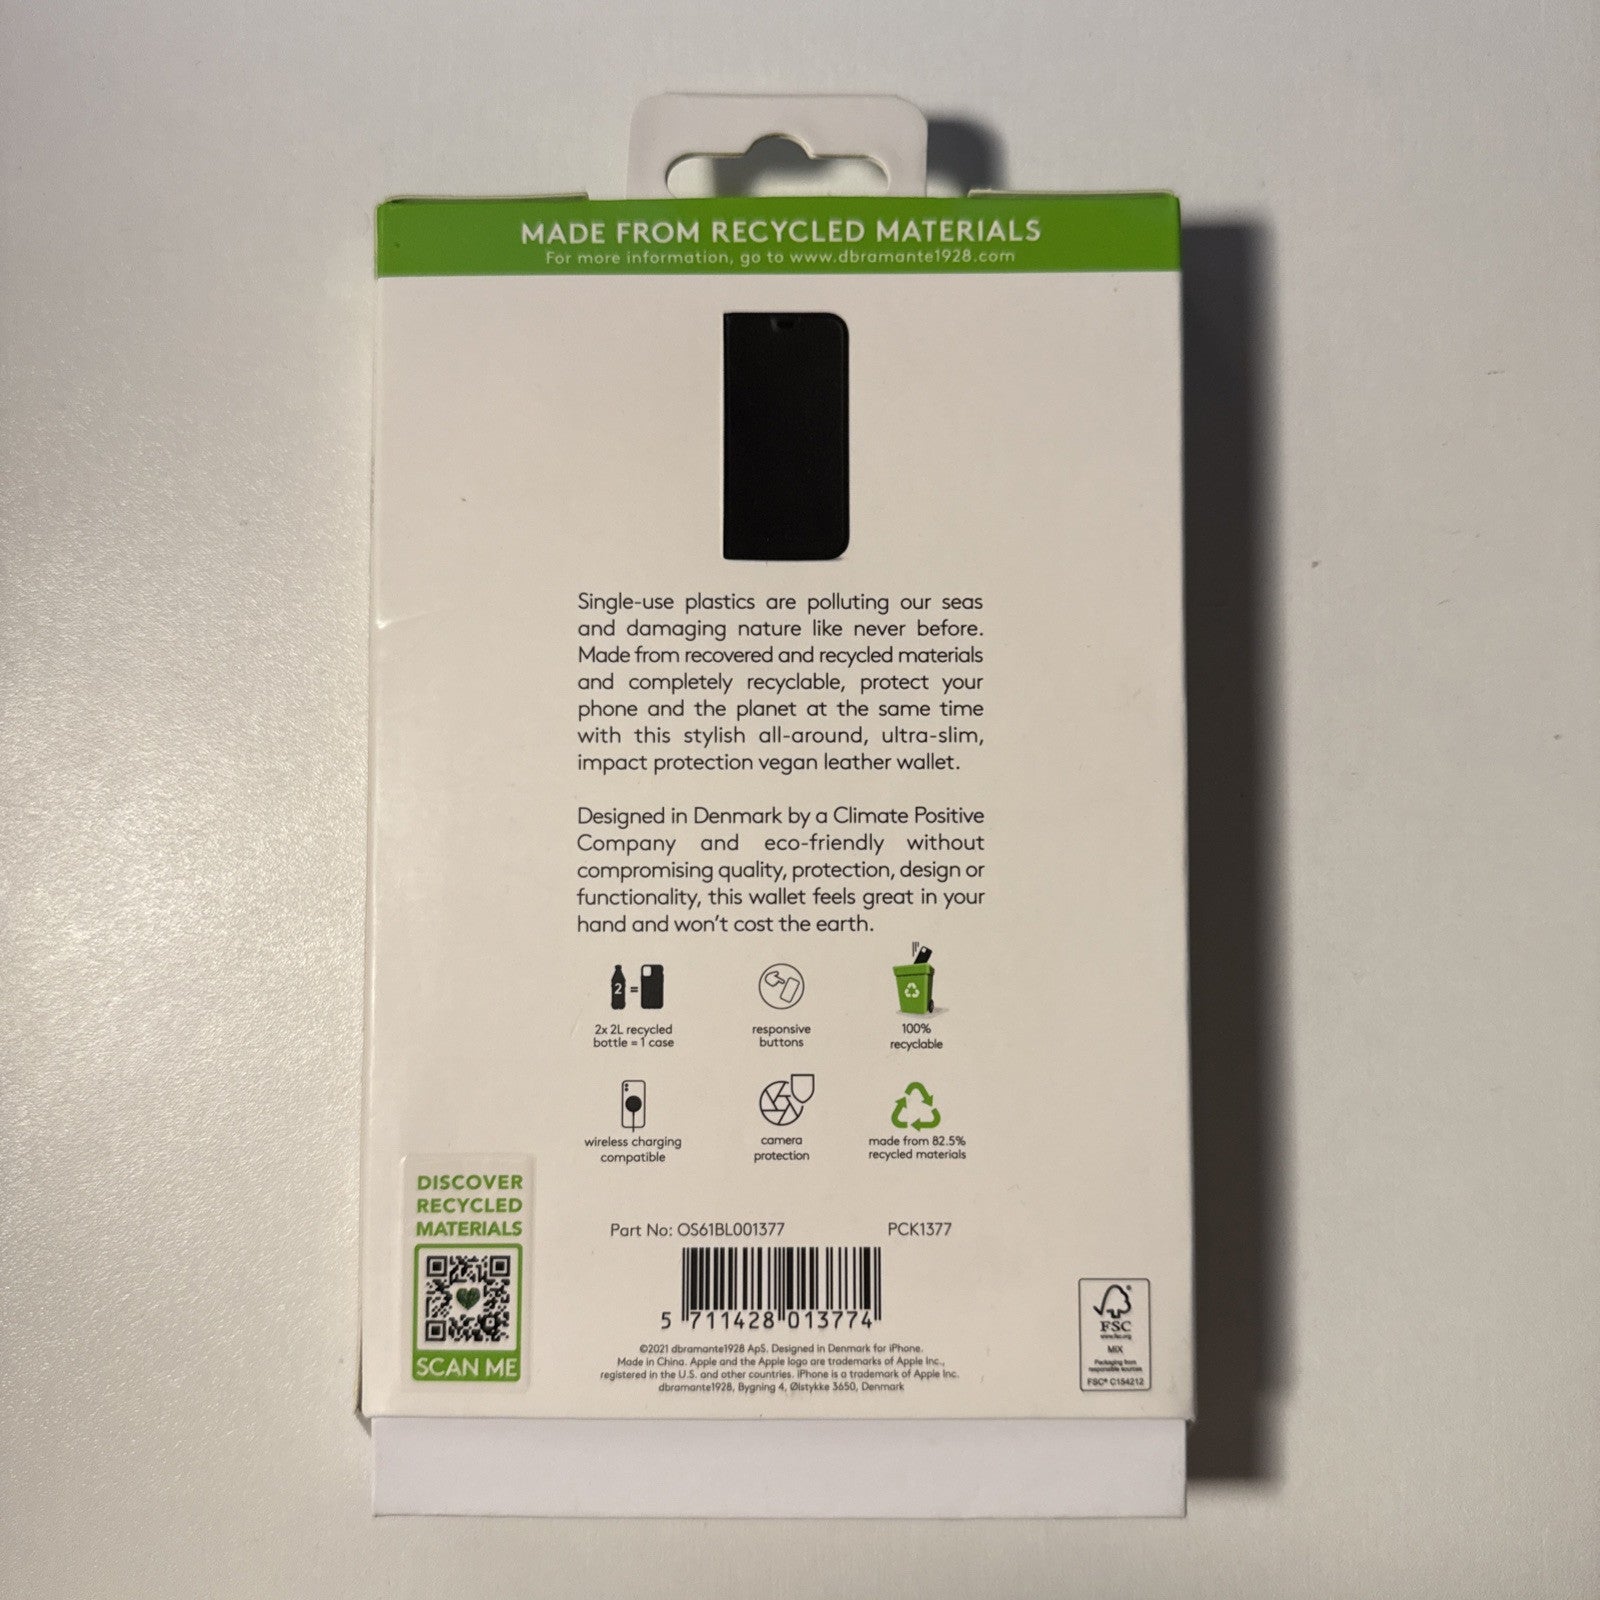 MADE FROM RECYCLED MATERIALS
For more information, go to www.dbramante1928.com
Single-use plastics are polluting our seas
and damaging nature like never before.
Made from recovered and recycled materials
and completely recyclable, protect your
phone and the planet at the same time
with this stylish all-around, ultra-slim,
impact protection vegan leather wallet.
Designed in Denmark by a Climate Positive
Company and eco-friendly without
compromising quality, protection, design or
functionality, this wallet feels great in your
hand and won't cost the earth.
2 =
2x 2L recycled
bottle = 1 case
responsive
buttons
100%
recyclable
wireless charging
compatible
camera
protection
made from 82.5%
recycled materials
DISCOVER
RECYCLED
MATERIALS
SCAN ME
Part No: OS61BL001377 PCK1377
5 711428 013774
©2021 dbramante1928 ApS. Designed in Denmark for iPhone.
Made in China. Apple and the Apple logo are trademarks of Apple Inc.,
registered in the U.S. and other countries. iPhone is a trademark of Apple Inc.
dbramante1928, Bygning 4, Ølstykke 3650, Denmark
FSC
www.fsc.org
MIX
Packaging from
responsible sources
FSC® C154212